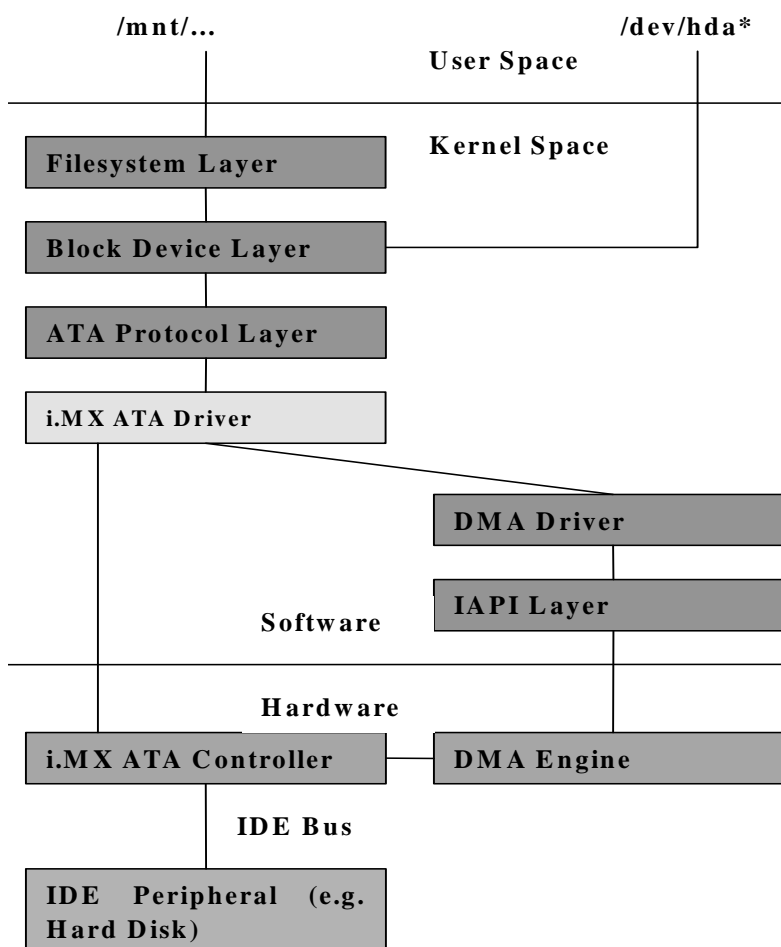 /mnt/...
/dev/hda*
User Space
Kernel Space
Filesystem Layer
Block Device Layer
ATA Protocol Layer
i.MX ATA Driver
DMA Driver
IAPI Layer
Software
Hardware
i.MX ATA Controller
DMA Engine
IDE Bus
IDE Peripheral (e.g.
Hard Disk)